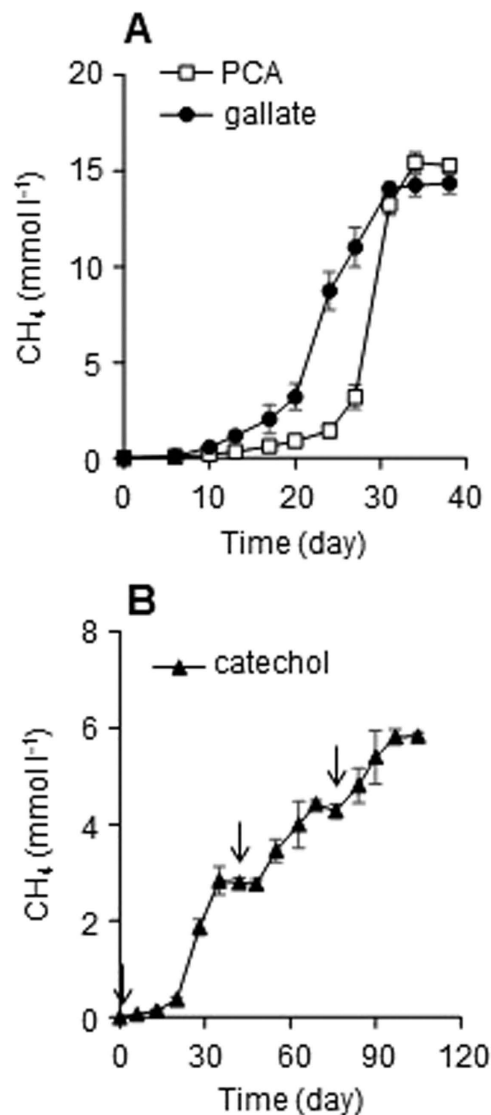 A
PCA
gallate
20
15
10
5
0
CH₄ (mmol l⁻¹)
0 10 20 30 40
Time (day)
B
catechol
8
6
4
2
0
CH₄ (mmol l⁻¹)
0 30 60 90 120
Time (day)